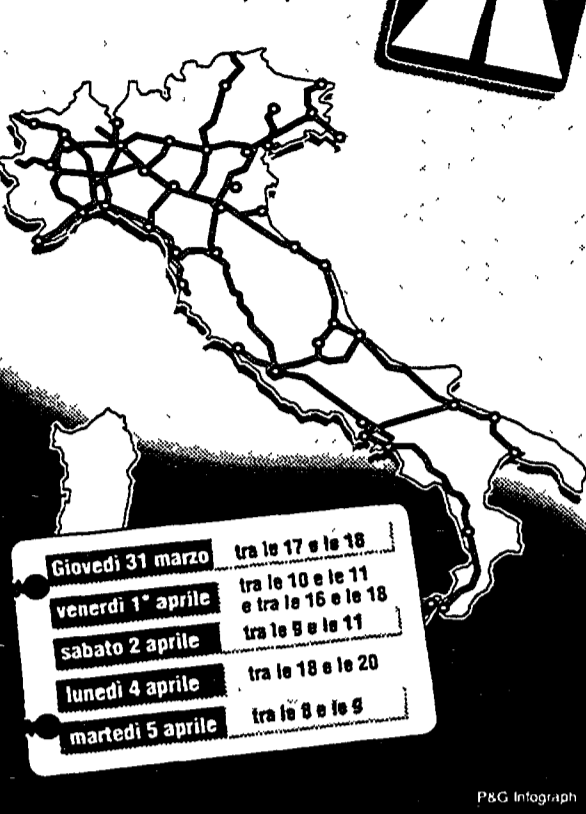 Giovedì 31 marzo tra le 17 e le 18
venerdì 1° aprile tra le 10 e le 11
e tra le 16 e le 18
sabato 2 aprile tra le 9 e le 11
lunedì 4 aprile tra le 18 e le 20
martedì 5 aprile tra le 8 e le 9
P&G Infograph